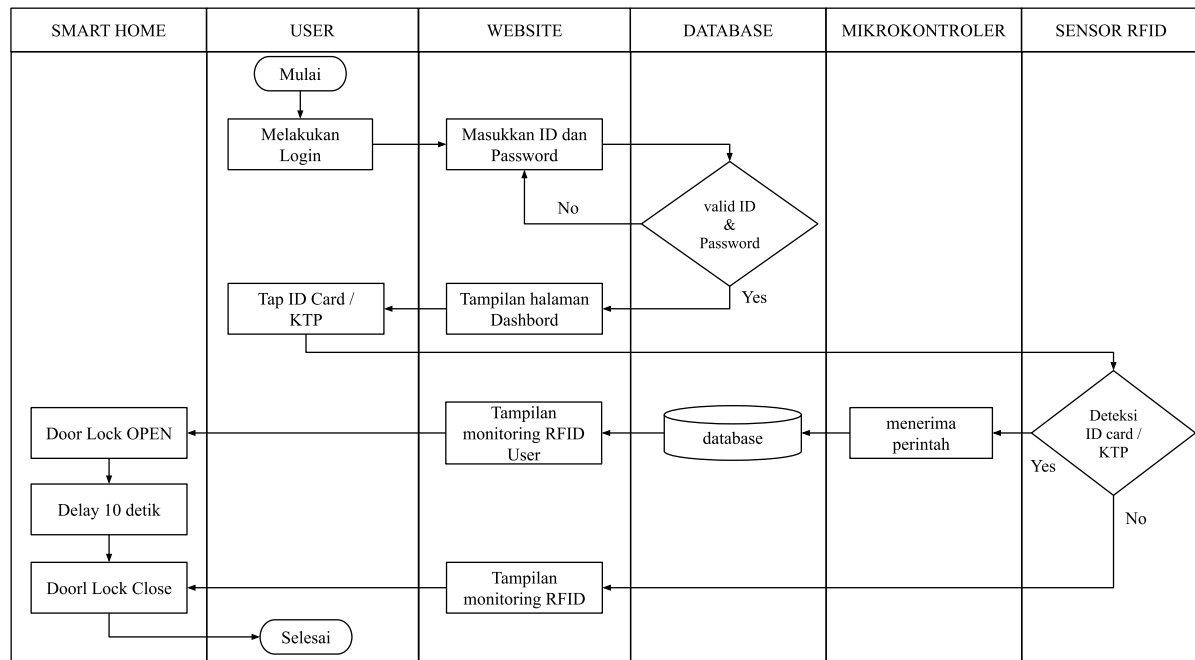 SMART HOME
USER
WEBSITE
DATABASE
MIKROKONTROLER
SENSOR RFID
Mulai
Melakukan
Login
Masukkan ID dan
Password
valid ID
&
Password
No
Yes
Tap ID Card /
KTP
Tampilan halaman
Dashbord
Door Lock OPEN
Tampilan
monitoring RFID
User
database
menerima
perintah
Deteksi
ID card /
KTP
Yes
No
Delay 10 detik
Doorl Lock Close
Tampilan
monitoring RFID
Selesai